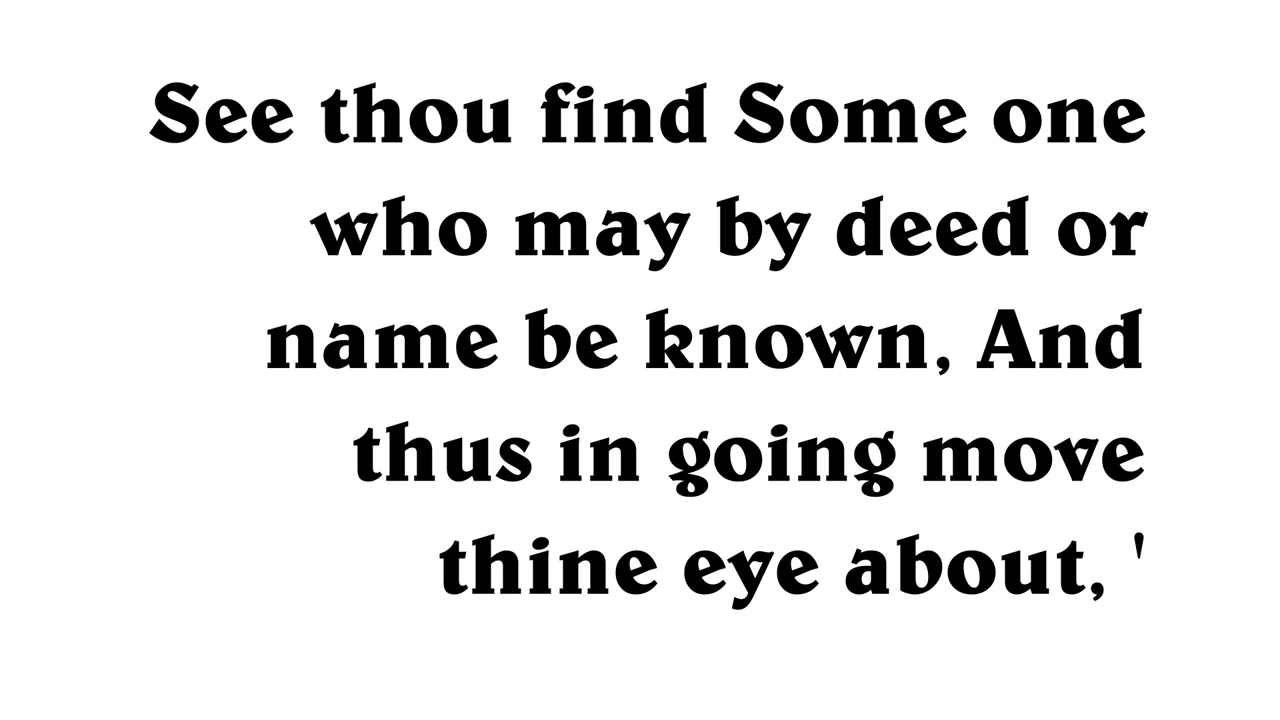 See thou find Some one
who may by deed or
name be known, And
thus in going move
thine eye about, '